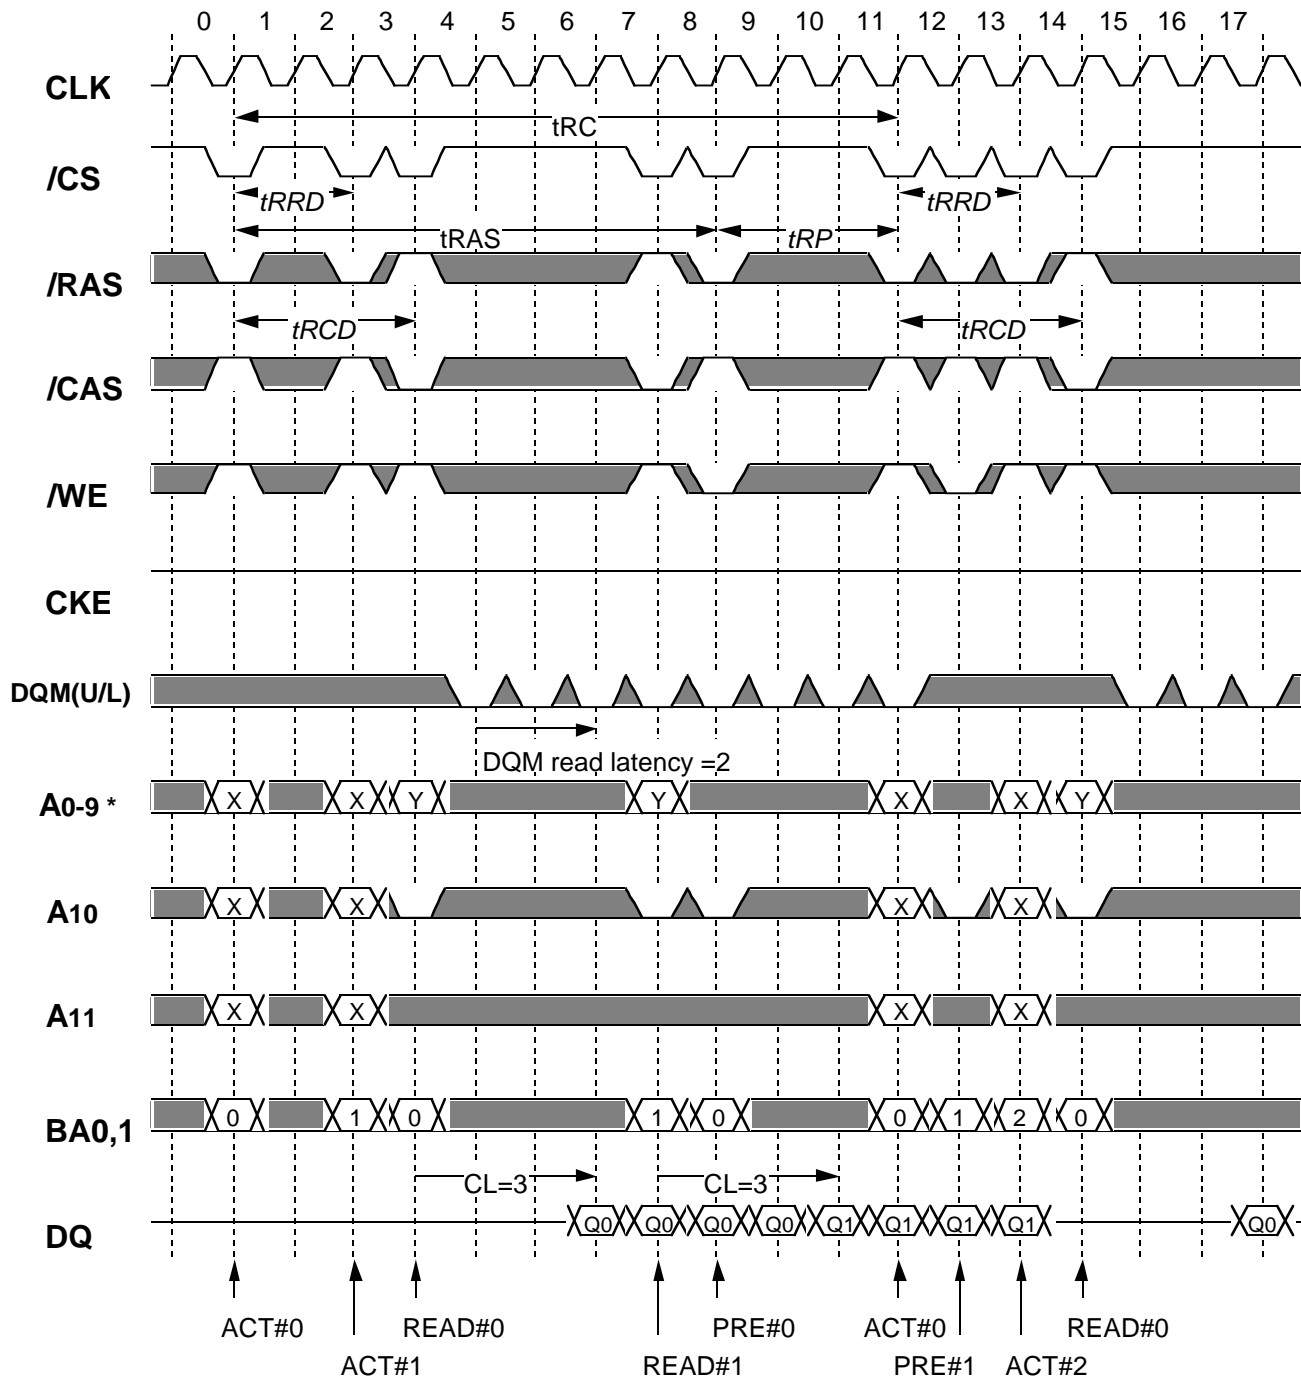 0 1 2 3 4 5 6 7 8 9 10 11 12 13 14 15 16 17
CLK
tRC
/CS
tRRD tRRD
tRAS tRP
/RAS
tRCD tRCD
/CAS
/WE
CKE
DQM(U/L)
DQM read latency =2
A0-9 * X X Y Y X X Y
A10 X X X X
A11 X X X X
BA0,1 0 1 0 1 0 0 1 2 0
CL=3 CL=3
DQ Q0 Q0 Q0 Q0 Q1 Q1 Q1 Q1 Q0
ACT#0 READ#0 PRE#0 ACT#0 READ#0
ACT#1 READ#1 PRE#1 ACT#2